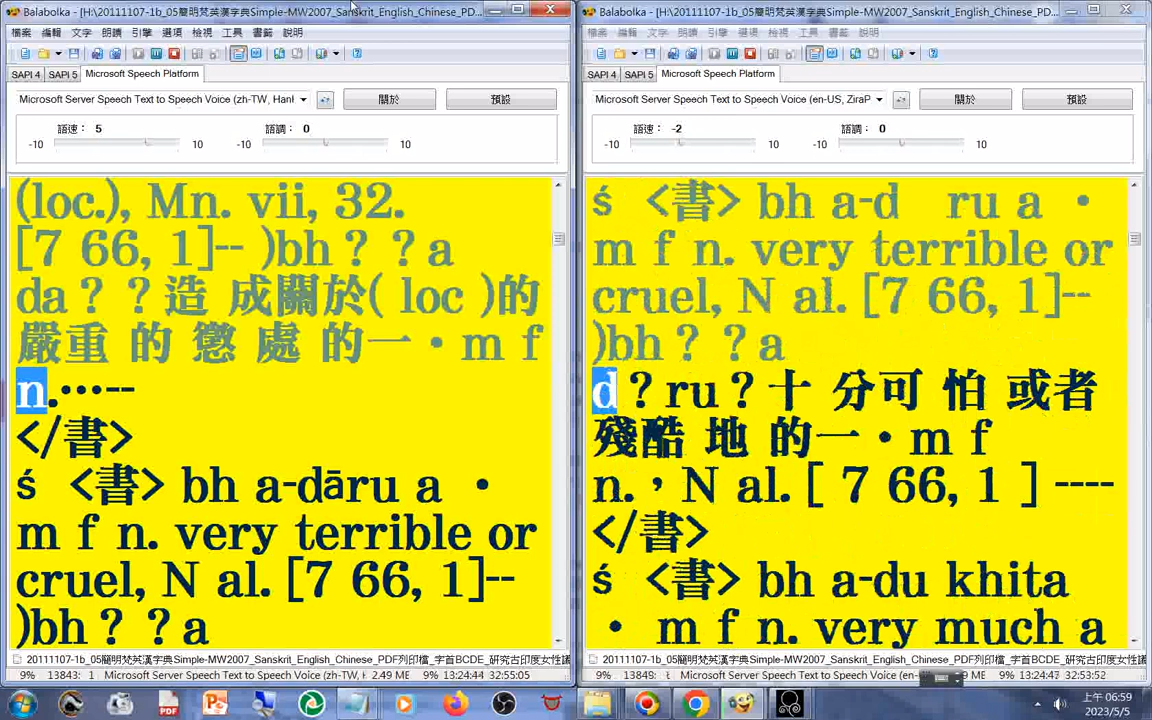 Balabolka - [H:\20111107-1b_05簡明梵英漢字典Simple-MW2007_Sanskrit_English_Chinese_PD...
檔案 編輯 文字 朗讀 引擎 選項 檢視 工具 書籤 說明
SAPI 4 SAPI 5 Microsoft Speech Platform
Microsoft Server Speech Text to Speech Voice (zh-TW, Hanl
關於 預設
語速： 5 語調： 0
-10 10 -10 10
(loc.), Mn. vii, 32.
[7 66, 1]-- )bh？？a
da？？造 成關於( loc )的
嚴重 的 懲 處 的一・m f
n.…--
</書>
ś <書> bh a-dāru a ・
m f n. very terrible or
cruel, N al. [7 66, 1]--
)bh？？a
20111107-1b_05簡明梵英漢字典Simple-MW2007_Sanskrit_English_Chinese_PDF列印檔_字首BCDE_研究古印度女性議
9% 13843: 1 Microsoft Server Speech Text to Speech Voice (zh-TW, H 2.49 ME 9% 13:24:44 32:55:05
Balabolka - [H:\20111107-1b_05簡明梵英漢字典Simple-MW2007_Sanskrit_English_Chinese_PD...
檔案 編輯 文字 朗讀 引擎 選項 檢視 工具 書籤 說明
SAPI 4 SAPI 5 Microsoft Speech Platform
Microsoft Server Speech Text to Speech Voice (en-US, ZiraP
關於 預設
語速： -2 語調： 0
-10 10 -10 10
ś <書> bh a-d ru a ・
m f n. very terrible or
cruel, N al. [7 66, 1]--
)bh？？a
d？ru？十 分可 怕 或者
殘酷 地 的一・m f
n.，N al. [ 7 66, 1 ] ----
</書>
ś <書> bh a-du khita
・ m f n. very much a
20111107-1b_05簡明梵英漢字典Simple-MW2007_Sanskrit_English_Chinese_PDF列印檔_字首BCDE_研究古印度女性議
9% 13849: Microsoft Server Speech Text to Speech Voice (en-U ME 9% 13:24:27 32:53:52
上午 06:59
2023/5/5